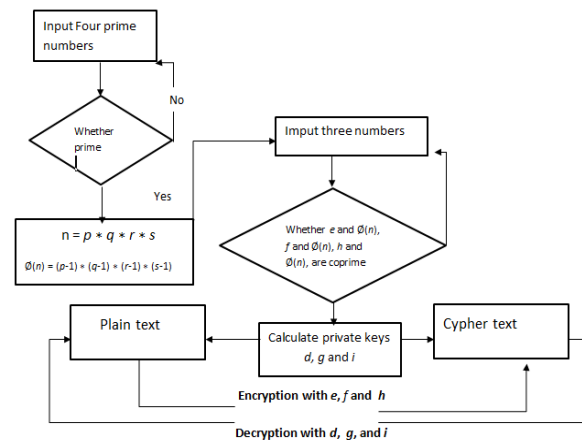 Input Four prime
numbers
No
Whether
prime
Yes
n = p * q * r * s
Ø(n) = (p-1) * (q-1) * (r-1) * (s-1)
Imput three numbers
Whether e and Ø(n),
f and Ø(n), h and
Ø(n), are coprime
Plain text
Calculate private keys
d, g and i
Cypher text
Encryption with e, f and h
Decryption with d, g, and i